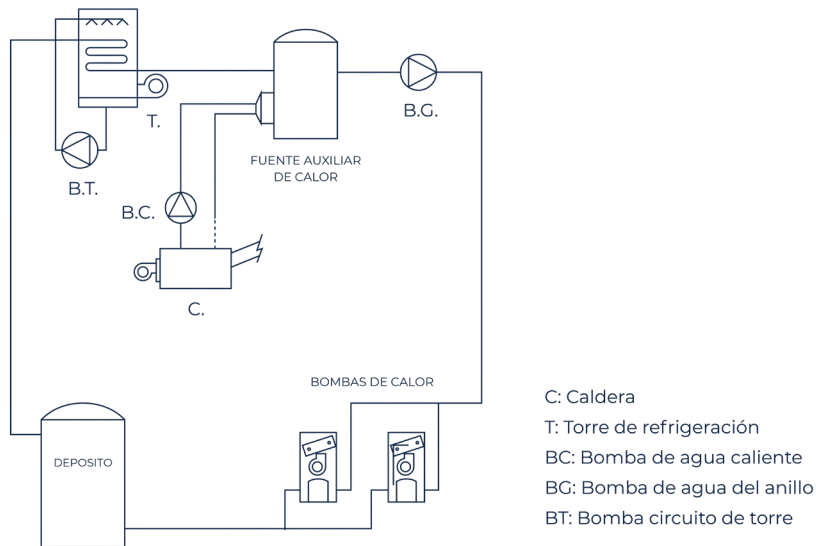 T.
B.G.
FUENTE AUXILIAR
DE CALOR
B.T.
B.C.
C.
BOMBAS DE CALOR
DEPOSITO
C: Caldera
T: Torre de refrigeración
BC: Bomba de agua caliente
BG: Bomba de agua del anillo
BT: Bomba circuito de torre